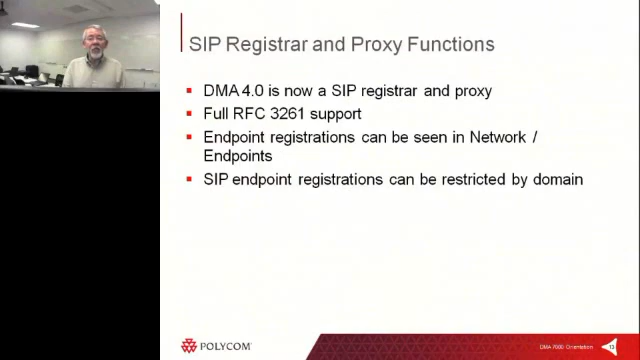 SIP Registrar and Proxy Functions
DMA 4.0 is now a SIP registrar and proxy
Full RFC 3261 support
Endpoint registrations can be seen in Network /
Endpoints
SIP endpoint registrations can be restricted by domain
POLYCOM
DMA 7000 Orientation
13